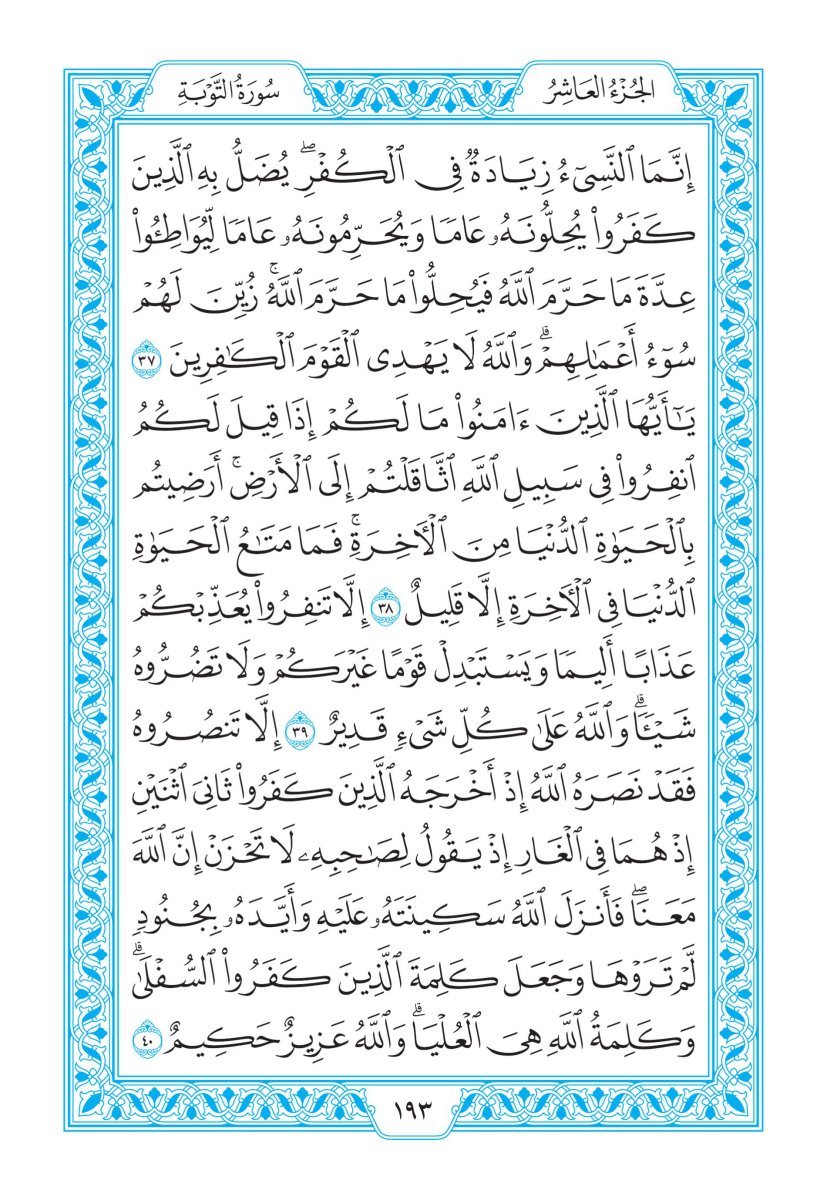 الجُزْءُ العَاشِرُ
سُورَةُ التَّوْبَةِ
إِنَّمَا ٱلنَّسِىٓءُ زِيَادَةٌ فِى ٱلْكُفْرِ ۖ يُضَلُّ بِهِ ٱلَّذِينَ
كَفَرُوا۟ يُحِلُّونَهُۥ عَامًا وَيُحَرِّمُونَهُۥ عَامًا لِّيُوَاطِـُٔوا۟
عِدَّةَ مَا حَرَّمَ ٱللَّهُ فَيُحِلُّوا۟ مَا حَرَّمَ ٱللَّهُ ۚ زُيِّنَ لَهُمْ
سُوٓءُ أَعْمَـٰلِهِمْ ۗ وَٱللَّهُ لَا يَهْدِى ٱلْقَوْمَ ٱلْكَـٰفِرِينَ ٣٧
يَـٰٓأَيُّهَا ٱلَّذِينَ ءَامَنُوا۟ مَا لَكُمْ إِذَا قِيلَ لَكُمُ
ٱنفِرُوا۟ فِى سَبِيلِ ٱللَّهِ ٱثَّاقَلْتُمْ إِلَى ٱلْأَرْضِ ۚ أَرَضِيتُم
بِٱلْحَيَوٰةِ ٱلدُّنْيَا مِنَ ٱلْـَٔاخِرَةِ ۚ فَمَا مَتَـٰعُ ٱلْحَيَوٰةِ
ٱلدُّنْيَا فِى ٱلْـَٔاخِرَةِ إِلَّا قَلِيلٌ ٣٨ إِلَّا تَنفِرُوا۟ يُعَذِّبْكُمْ
عَذَابًا أَلِيمًا وَيَسْتَبْدِلْ قَوْمًا غَيْرَكُمْ وَلَا تَضُرُّوهُ
شَيْـًٔا ۗ وَٱللَّهُ عَلَىٰ كُلِّ شَىْءٍ قَدِيرٌ ٣٩ إِلَّا تَنصُرُوهُ
فَقَدْ نَصَرَهُ ٱللَّهُ إِذْ أَخْرَجَهُ ٱلَّذِينَ كَفَرُوا۟ ثَانِىَ ٱثْنَيْنِ
إِذْ هُمَا فِى ٱلْغَارِ إِذْ يَقُولُ لِصَـٰحِبِهِۦ لَا تَحْزَنْ إِنَّ ٱللَّهَ
مَعَنَا ۖ فَأَنزَلَ ٱللَّهُ سَكِينَتَهُۥ عَلَيْهِ وَأَيَّدَهُۥ بِجُنُودٍ
لَّمْ تَرَوْهَا وَجَعَلَ كَلِمَةَ ٱلَّذِينَ كَفَرُوا۟ ٱلسُّفْلَىٰ ۗ
وَكَلِمَةُ ٱللَّهِ هِىَ ٱلْعُلْيَا ۗ وَٱللَّهُ عَزِيزٌ حَكِيمٌ ٤٠
١٩٣